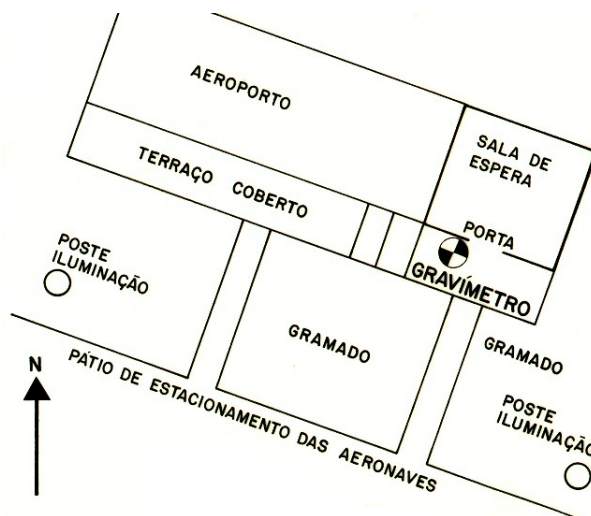 AEROPORTO
SALA DE
ESPERA
TERRAÇO COBERTO
PORTA
GRAVÍMETRO
POSTE
ILUMINAÇÃO
GRAMADO
GRAMADO
PÁTIO DE ESTACIONAMENTO DAS AERONAVES
POSTE
ILUMINAÇÃO
N